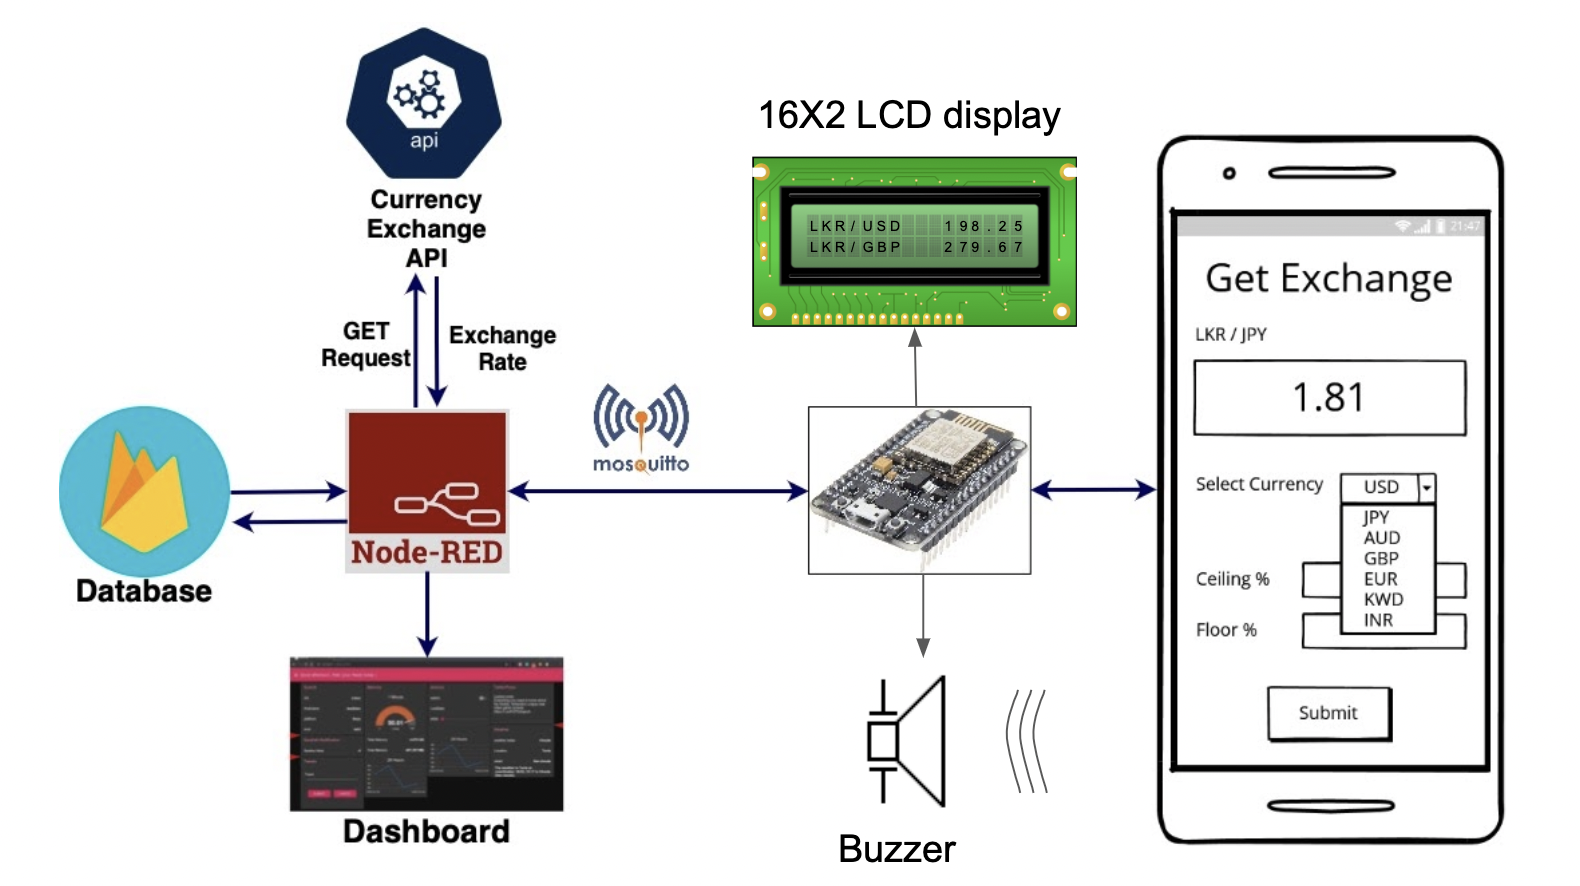 api
Currency
Exchange
API
GET
Request
Exchange
Rate
16X2 LCD display
LKR/USD 198.25
LKR/GBP 279.67
mosquitto
Node-RED
Database
Dashboard
Buzzer
21:47
Get Exchange
LKR / JPY
1.81
Select Currency
USD
JPY
AUD
GBP
EUR
KWD
INR
Ceiling %
Floor %
Submit